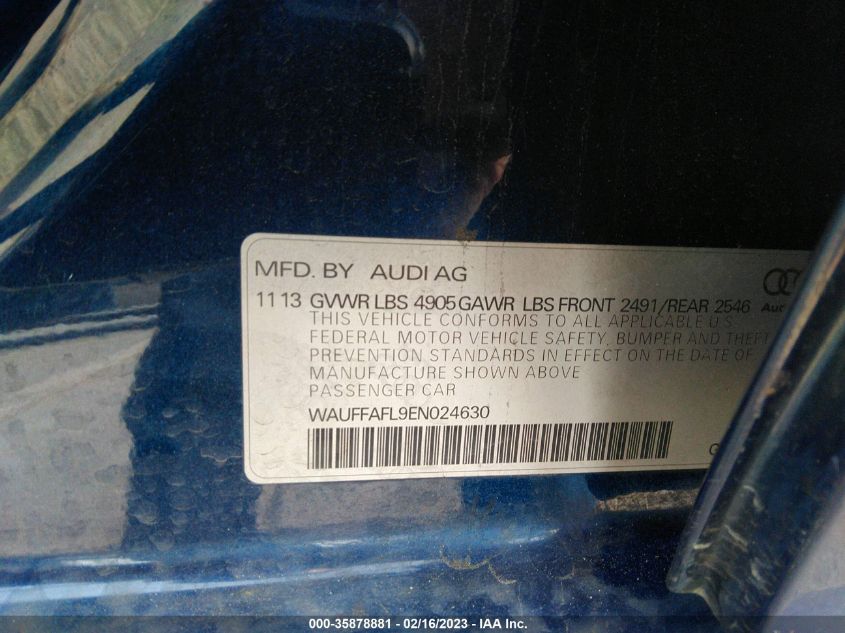 MFD. BY AUDI AG
11 13 GVWR LBS 4905 GAWR LBS FRONT 2491/REAR 2546
THIS VEHICLE CONFORMS TO ALL APPLICABLE U.S
FEDERAL MOTOR VEHICLE SAFETY, BUMPER AND THEFT
PREVENTION STANDARDS IN EFFECT ON THE DATE OF
MANUFACTURE SHOWN ABOVE
PASSENGER CAR
WAUFFAFL9EN024630
000-35878881 - 02/16/2023 - IAA Inc.